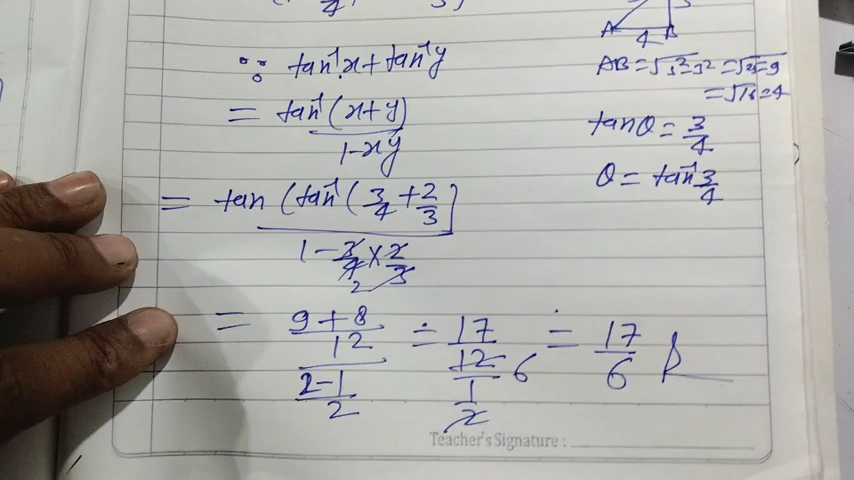 A 4 B
∵ tan⁻¹x + tan⁻¹y
AB = √5²-3² = √25-9
= √16 = 4
= tan⁻¹ (x+y) / 1-xy
tanθ = 3/4
θ = tan⁻¹ 3/4
= tan (tan⁻¹ (3/4 + 2/3] / 1 - 3/4 × 2/3
2
= 9+8/12 / 2-1/2 = 17/12 / 1/2 6 = 17/6
Teacher's Signature :